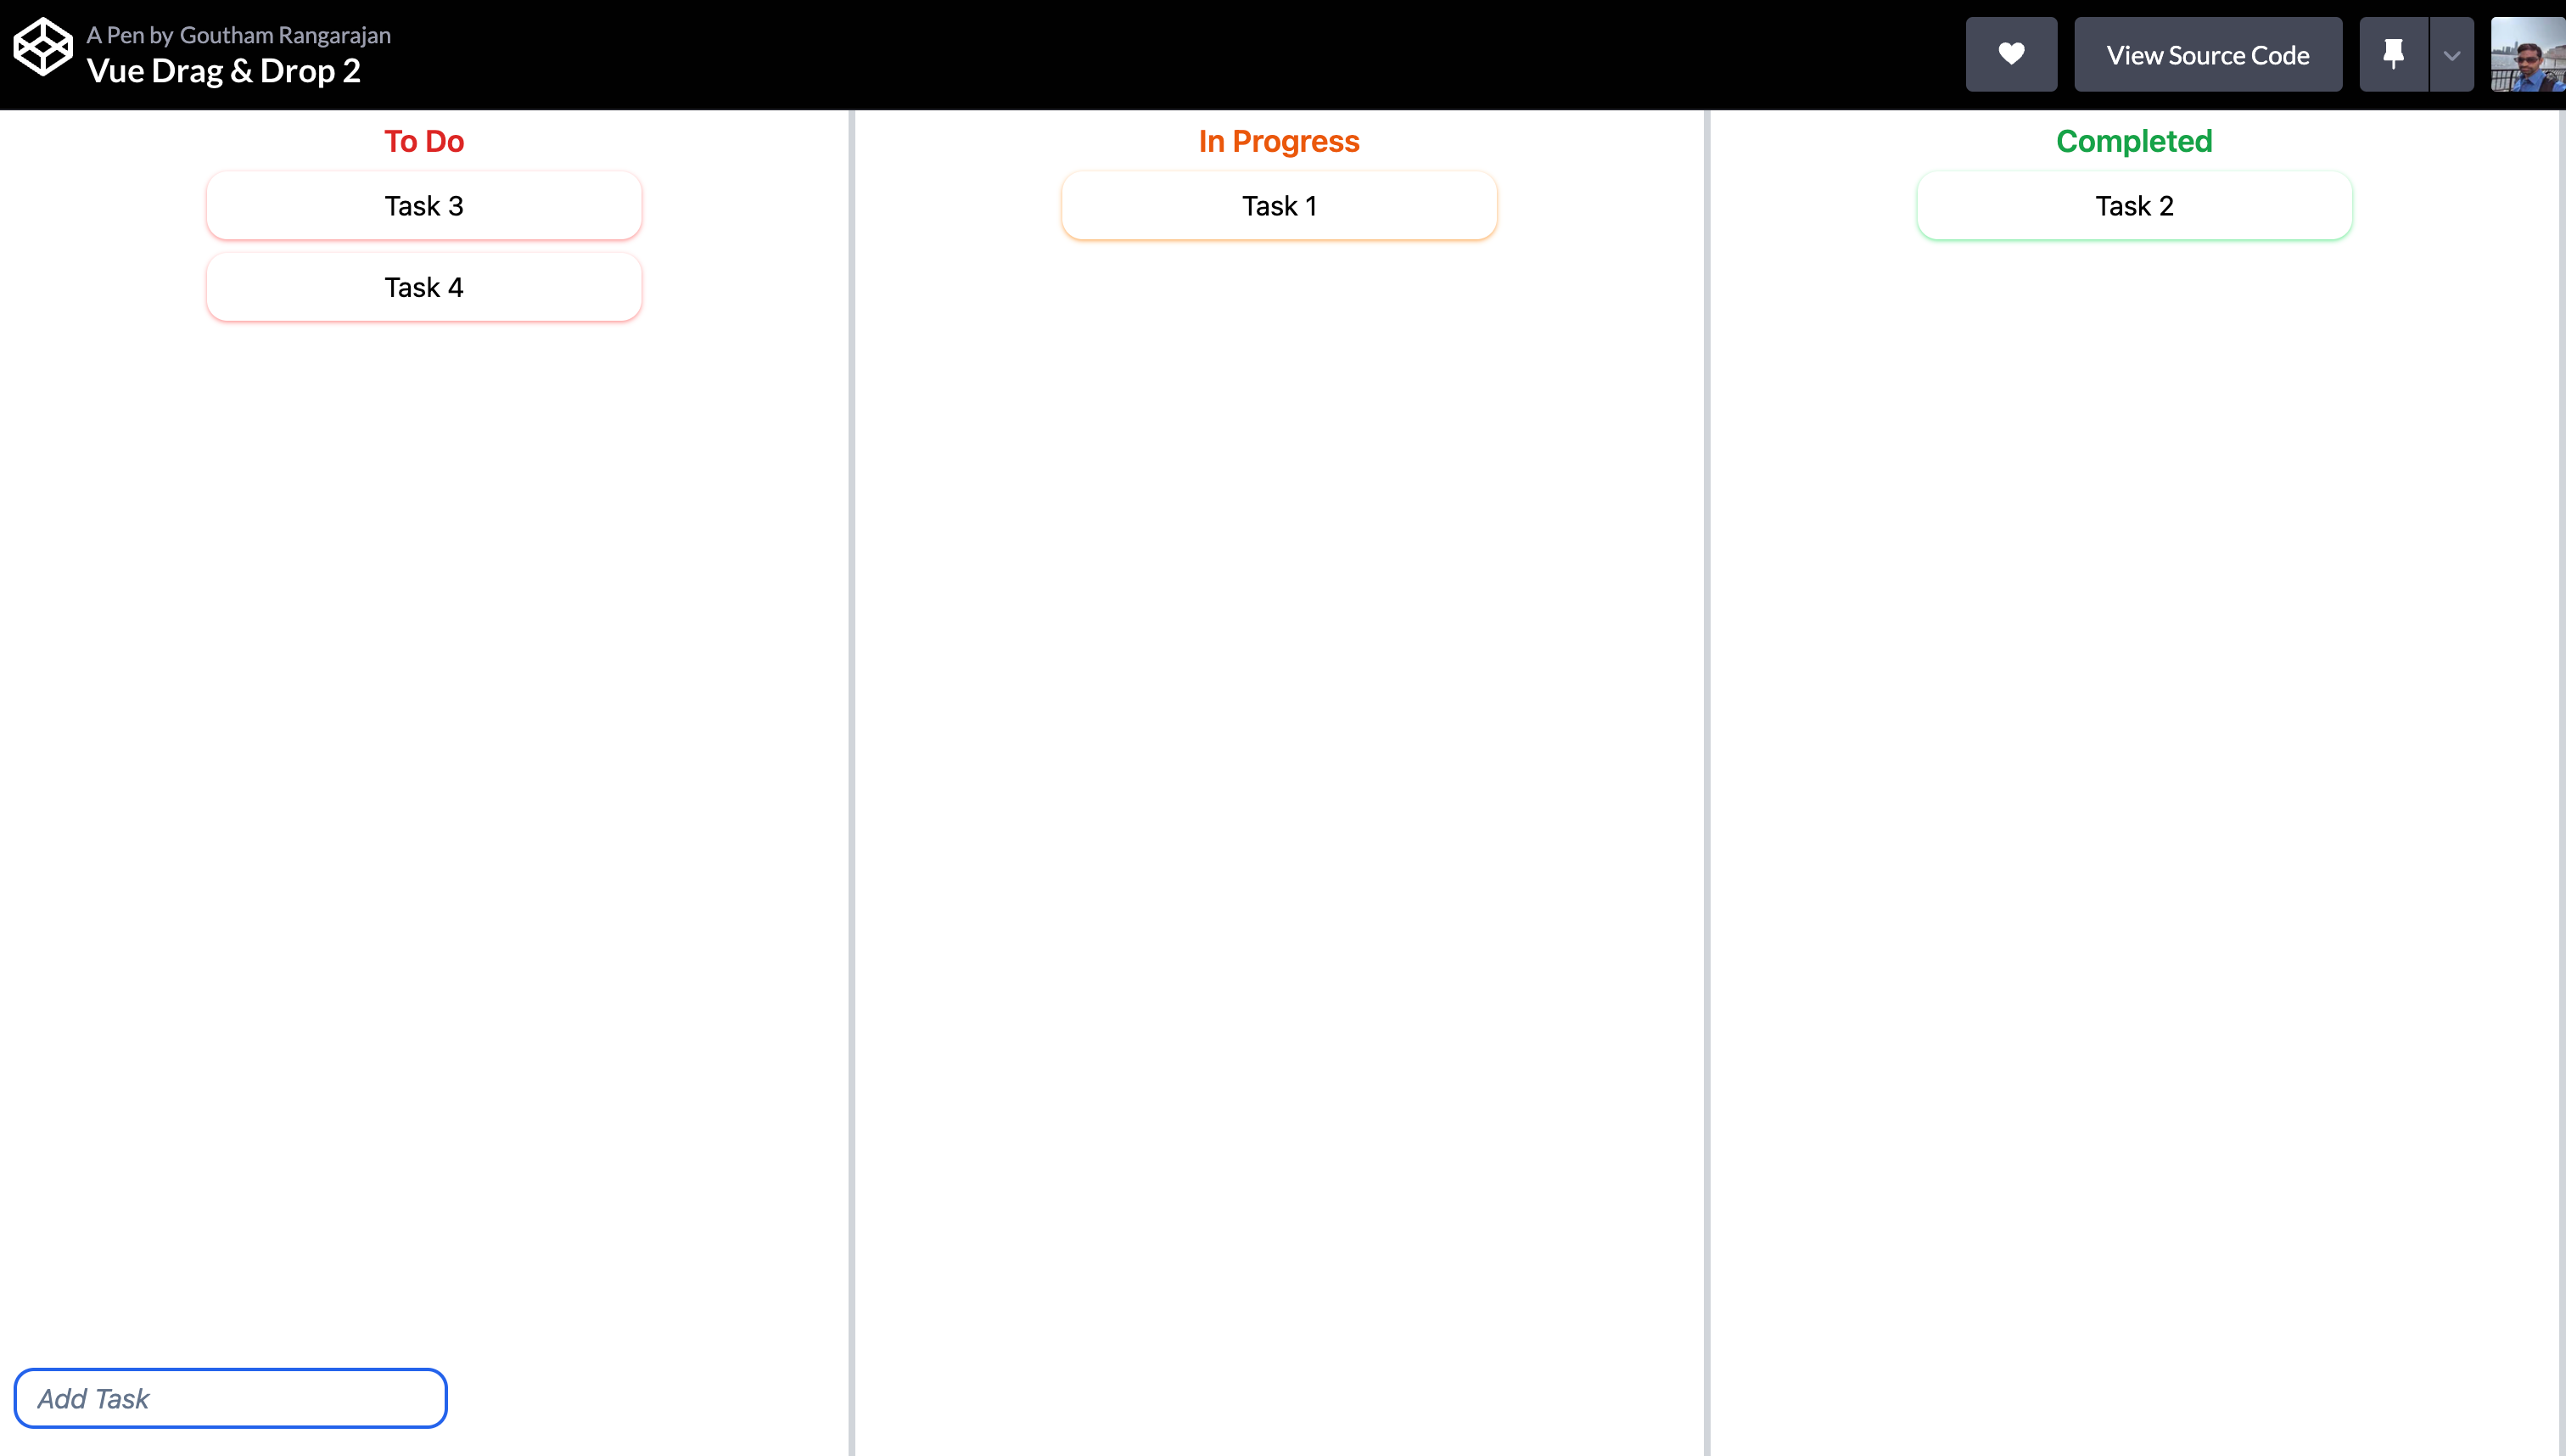 A Pen by Goutham Rangarajan
Vue Drag & Drop 2
View Source Code
To Do
Task 3
Task 4
In Progress
Task 1
Completed
Task 2
Add Task